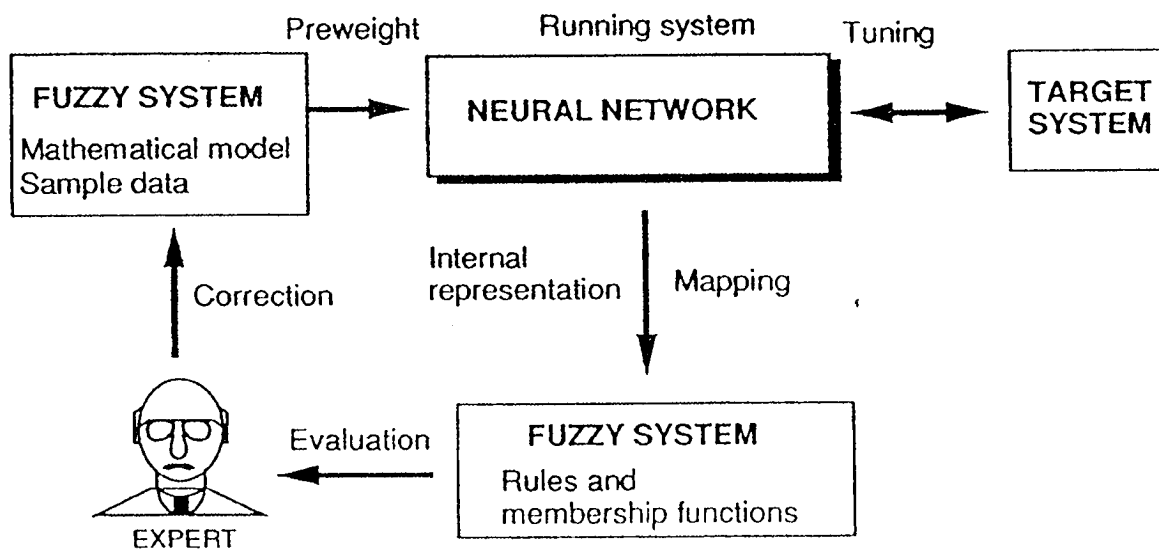 Preweight
Running system
Tuning
FUZZY SYSTEM
Mathematical model
Sample data
NEURAL NETWORK
TARGET
SYSTEM
Correction
Internal
representation
Mapping
Evaluation
FUZZY SYSTEM
Rules and
membership functions
EXPERT